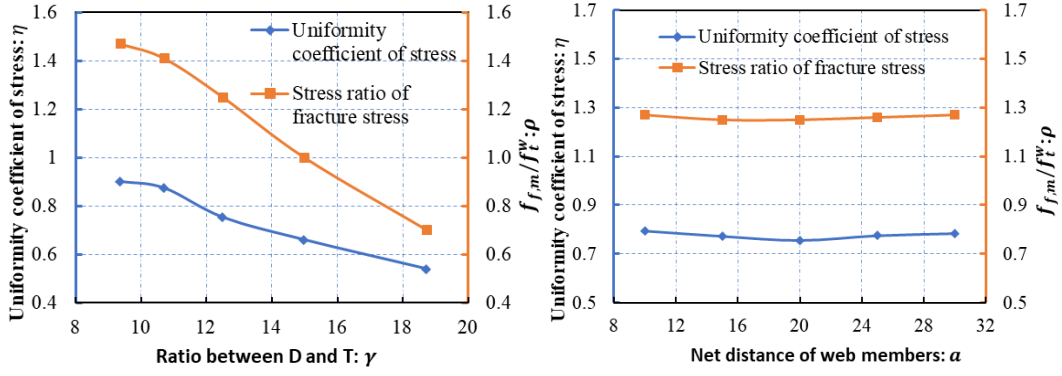 Uniformity coefficient of stress: η
1.6
1.4
1.2
1.0
0.8
0.6
0.4
Uniformity
coefficient of stress
Stress ratio of
fracture stress
1.6
1.4
1.2
1.0
0.8
0.6
0.4
f_{f,m}/f_t^w:ρ
8 10 12 14 16 18 20
Ratio between D and T: γ
Uniformity coefficient of stress: η
1.7
1.5
1.3
1.1
0.9
0.7
0.5
Uniformity coefficient of stress
Stress ratio of fracture stress
1.7
1.5
1.3
1.1
0.9
0.7
0.5
f_{f,m}/f_t^w:ρ
8 12 16 20 24 28 32
Net distance of web members: a